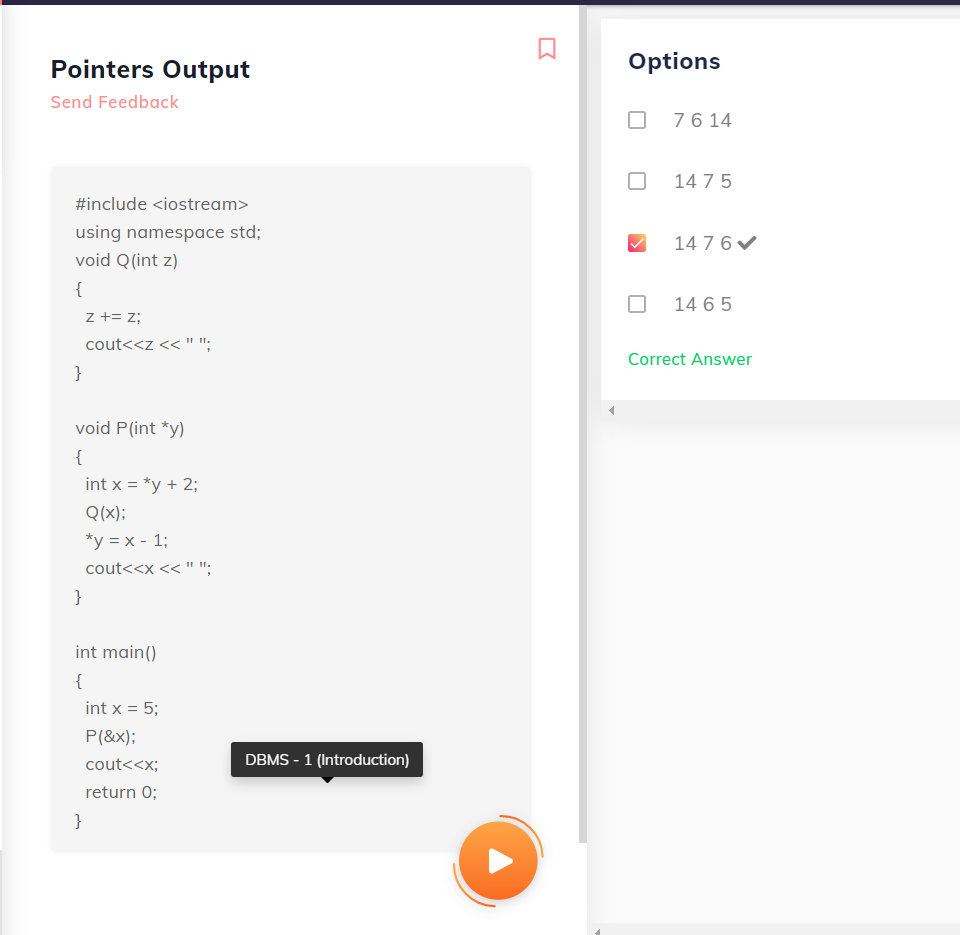 Pointers Output
Send Feedback
#include <iostream>
using namespace std;
void Q(int z)
{
z += z;
cout<<z << " ";
}
void P(int *y)
{
int x = *y + 2;
Q(x);
*y = x - 1;
cout<<x << " ";
}
int main()
{
int x = 5;
P(&x);
cout<<x;
return 0;
}
DBMS - 1 (Introduction)
Options
7 6 14
14 7 5
14 7 6
14 6 5
Correct Answer